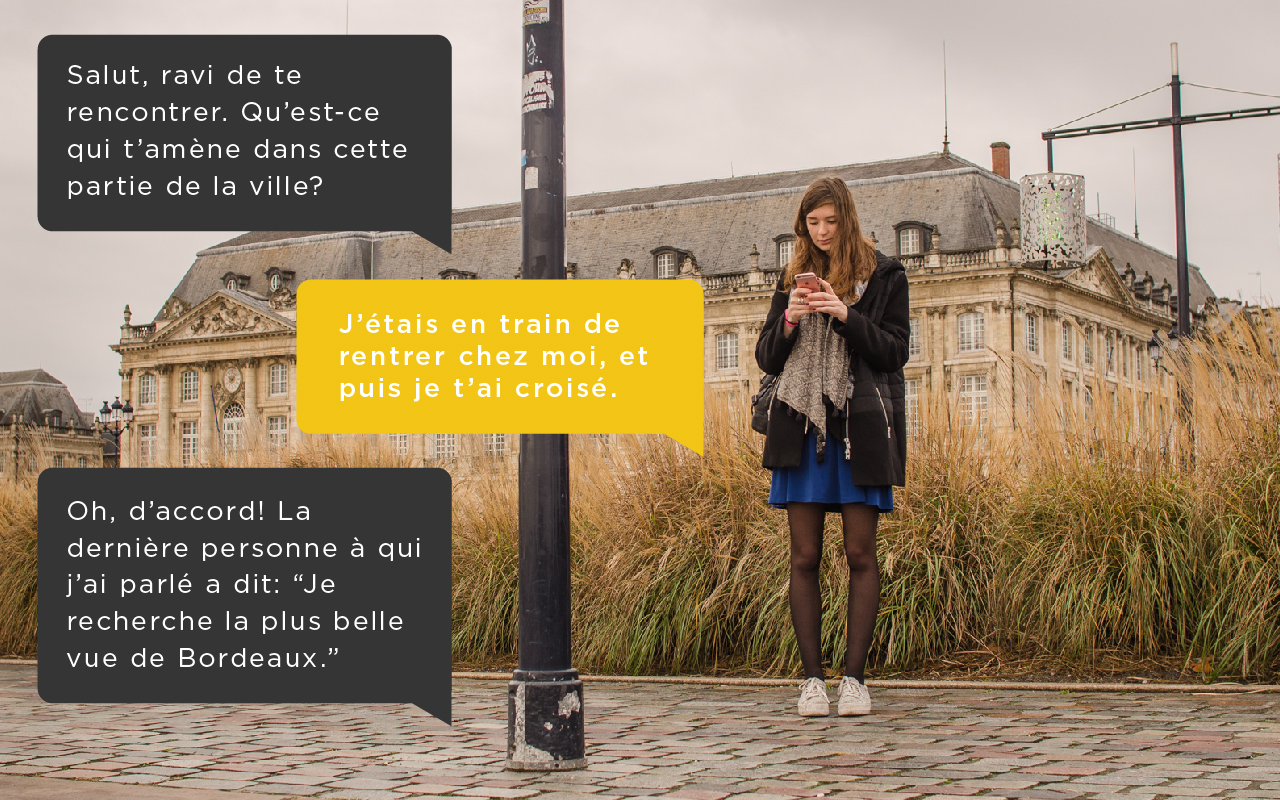 Salut, ravi de te
rencontrer. Qu’est-ce
qui t’amène dans cette
partie de la ville?
J’étais en train de
rentrer chez moi, et
puis je t’ai croisé.
Oh, d’accord! La
dernière personne à qui
j’ai parlé a dit: “Je
recherche la plus belle
vue de Bordeaux.”